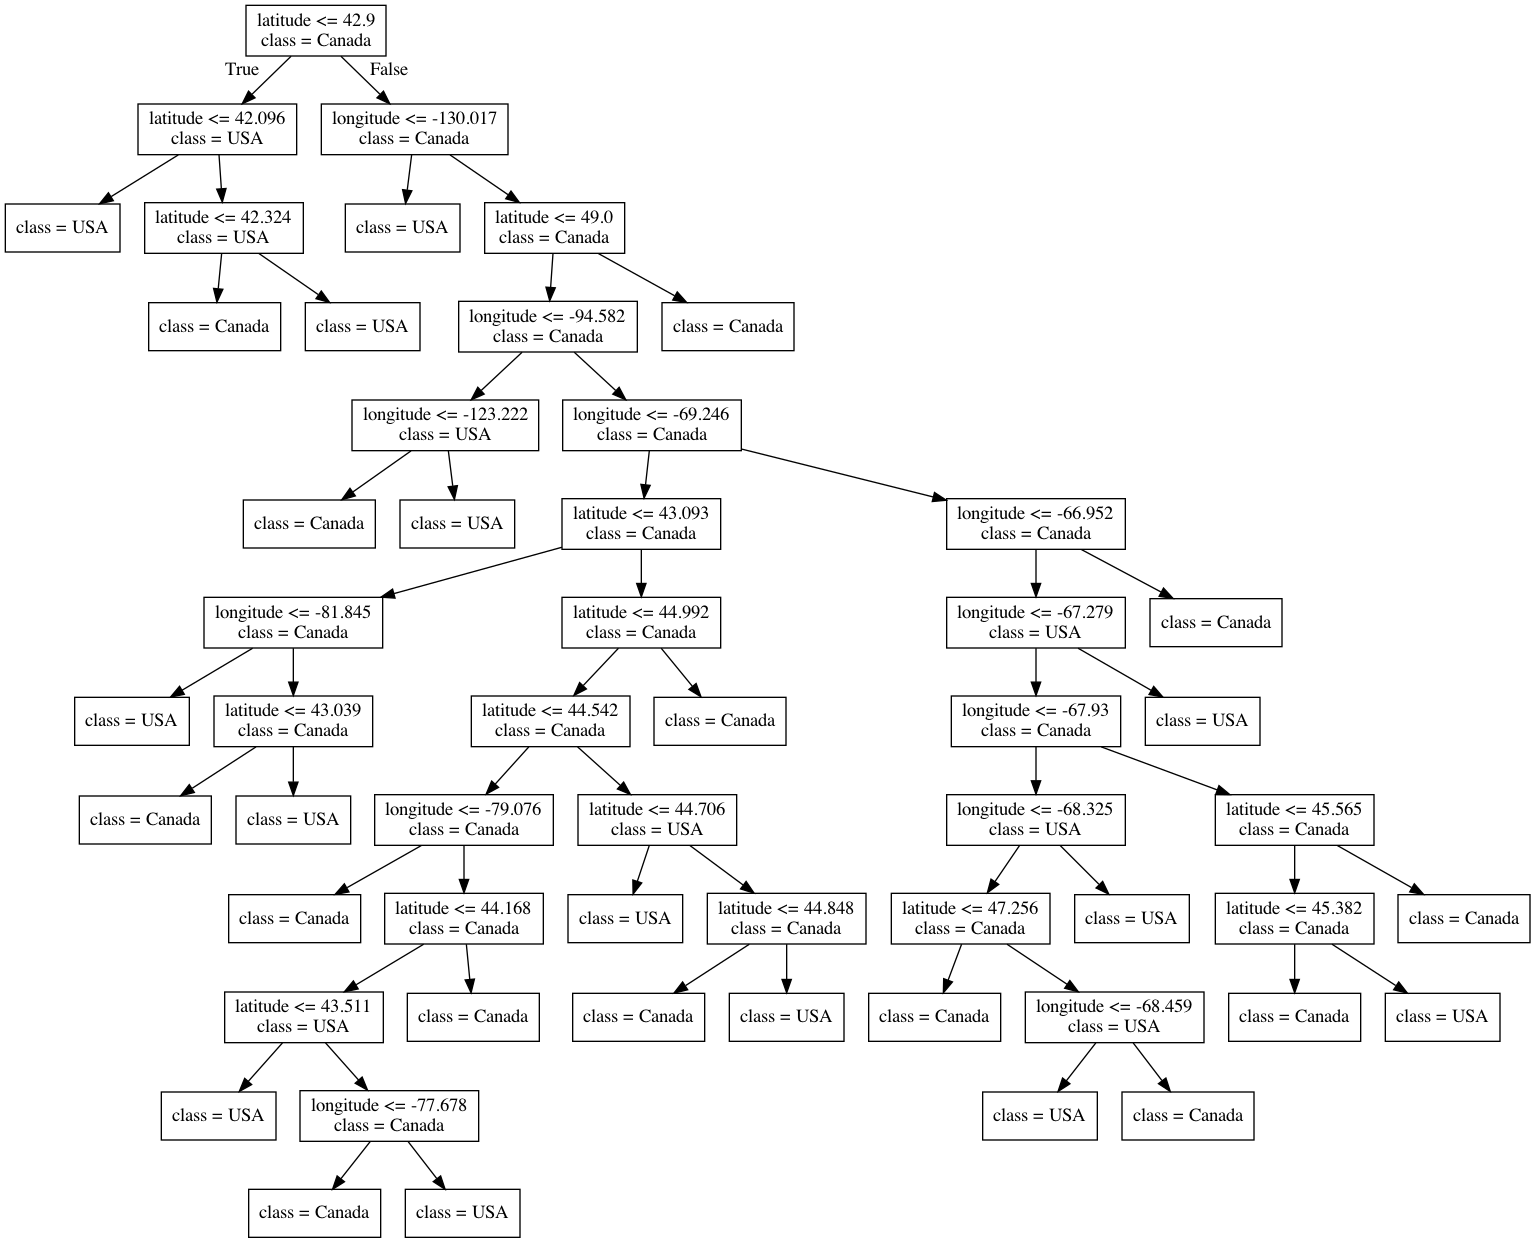 latitude <= 42.9
class = Canada
True
False
latitude <= 42.096
class = USA
longitude <= -130.017
class = Canada
class = USA
latitude <= 42.324
class = USA
class = USA
latitude <= 49.0
class = Canada
class = Canada
class = USA
longitude <= -94.582
class = Canada
class = Canada
longitude <= -123.222
class = USA
longitude <= -69.246
class = Canada
class = Canada
class = USA
latitude <= 43.093
class = Canada
longitude <= -66.952
class = Canada
longitude <= -81.845
class = Canada
latitude <= 44.992
class = Canada
longitude <= -67.279
class = USA
class = Canada
class = USA
latitude <= 43.039
class = Canada
latitude <= 44.542
class = Canada
class = Canada
longitude <= -67.93
class = Canada
class = USA
class = Canada
class = USA
longitude <= -79.076
class = Canada
latitude <= 44.706
class = USA
longitude <= -68.325
class = USA
latitude <= 45.565
class = Canada
class = Canada
latitude <= 44.168
class = Canada
class = USA
latitude <= 44.848
class = Canada
latitude <= 47.256
class = Canada
class = USA
latitude <= 45.382
class = Canada
class = Canada
latitude <= 43.511
class = USA
class = Canada
class = Canada
class = USA
class = Canada
longitude <= -68.459
class = USA
class = Canada
class = USA
class = USA
longitude <= -77.678
class = Canada
class = USA
class = Canada
class = Canada
class = USA